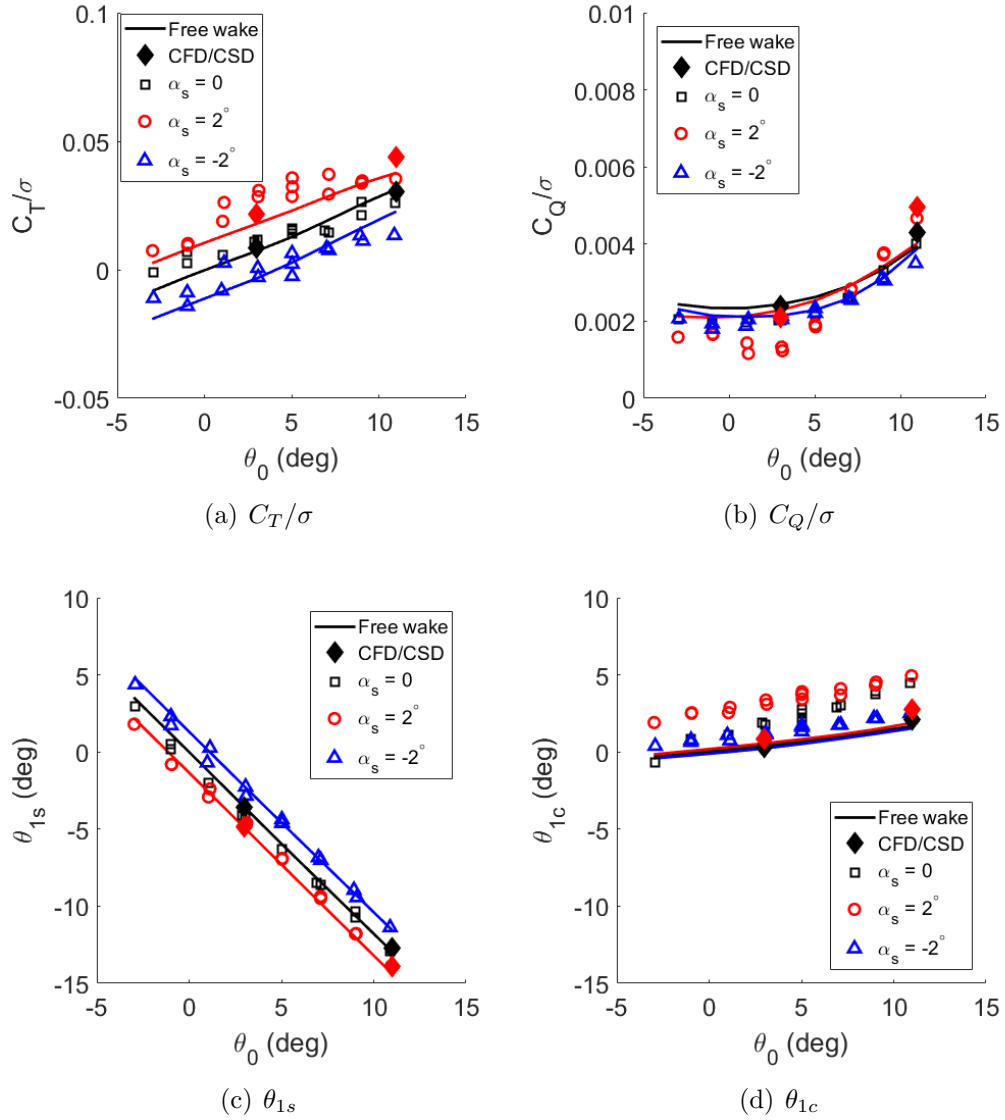 0.1
0.05
0
-0.05
C_T/σ
-5 0 5 10 15
θ_0 (deg)
Free wake
CFD/CSD
α_s = 0
α_s = 2°
α_s = -2°
(a) C_T/σ
0.01
0.008
0.006
0.004
0.002
0
C_Q/σ
-5 0 5 10 15
θ_0 (deg)
Free wake
CFD/CSD
α_s = 0
α_s = 2°
α_s = -2°
(b) C_Q/σ
10
5
0
-5
-10
-15
θ_1s (deg)
-5 0 5 10 15
θ_0 (deg)
Free wake
CFD/CSD
α_s = 0
α_s = 2°
α_s = -2°
(c) θ_1s
10
5
0
-5
-10
-15
θ_1c (deg)
-5 0 5 10 15
θ_0 (deg)
Free wake
CFD/CSD
α_s = 0
α_s = 2°
α_s = -2°
(d) θ_1c